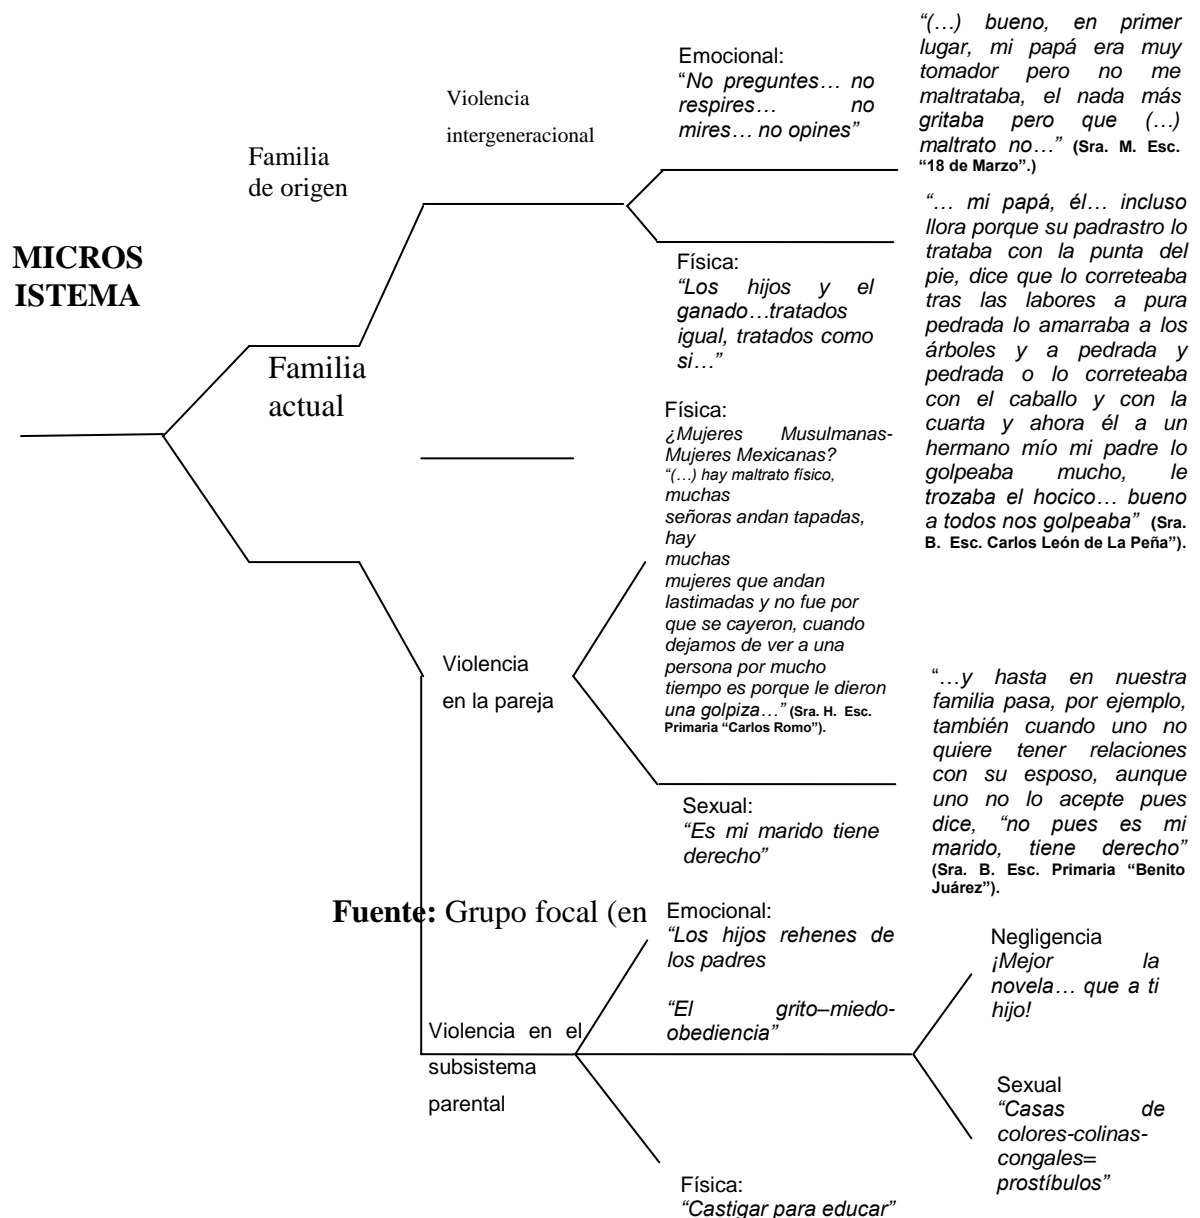 MICROS
ISTEMA
Familia
de origen
Violencia
intergeneracional
Emocional:
“No preguntes… no
respires… no
mires… no opines”
“(…) bueno, en primer
lugar, mi papá era muy
tomador pero no me
maltrataba, el nada más
gritaba pero que (…)
maltrato no…” (Sra. M. Esc.
“18 de Marzo”.)
Física:
“Los hijos y el
ganado…tratados
igual, tratados como
si…”
“… mi papá, él… incluso
llora porque su padrastro lo
trataba con la punta del
pie, dice que lo correteaba
tras las labores a pura
pedrada lo amarraba a los
árboles y a pedrada y
pedrada o lo correteaba
con el caballo y con la
cuarta y ahora él a un
hermano mío mi padre lo
golpeaba mucho, le
trozaba el hocico… bueno
a todos nos golpeaba” (Sra.
B. Esc. Carlos León de La Peña”).
Familia
actual
Violencia
en la pareja
Física:
¿Mujeres Musulmanas-
Mujeres Mexicanas?
“(…) hay maltrato físico,
muchas
señoras andan tapadas,
hay
muchas
mujeres que andan
lastimadas y no fue por
que se cayeron, cuando
dejamos de ver a una
persona por mucho
tiempo es porque le dieron
una golpiza…” (Sra. H. Esc.
Primaria “Carlos Romo”).
Sexual:
“Es mi marido tiene
derecho”
“…y hasta en nuestra
familia pasa, por ejemplo,
también cuando uno no
quiere tener relaciones
con su esposo, aunque
uno no lo acepte pues
dice, “no pues es mi
marido, tiene derecho”
(Sra. B. Esc. Primaria “Benito
Juárez”).
Fuente: Grupo focal (en
Violencia en el
subsistema
parental
Emocional:
“Los hijos rehenes de
los padres
“El grito–miedo-
obediencia”
Negligencia
¡Mejor la
novela… que a ti
hijo!
Sexual
“Casas de
colores-colinas-
congales=
prostíbulos”
Física:
“Castigar para educar”